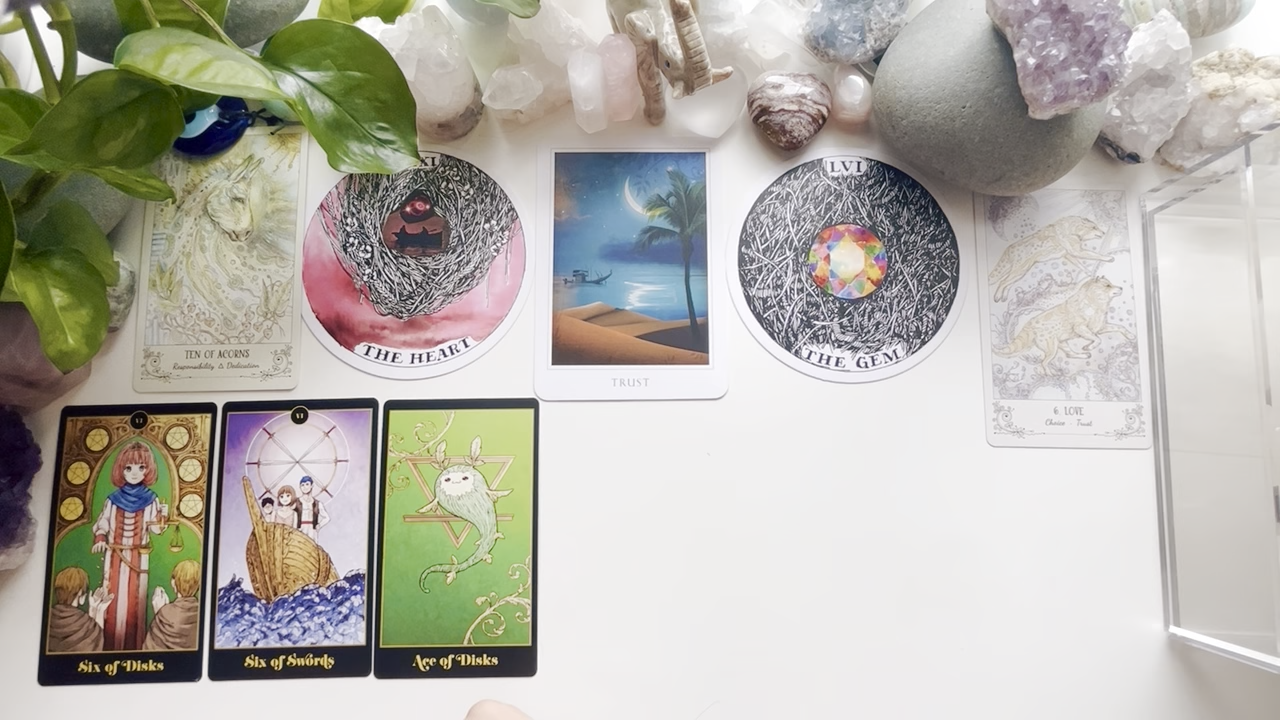 TEN OF ACORNS
Responsibility & Dedication
XI
THE HEART
TRUST
LVI
THE GEM
6. LOVE
Choice · Trust
VI
Six of Disks
VI
Six of Swords
Ace of Disks